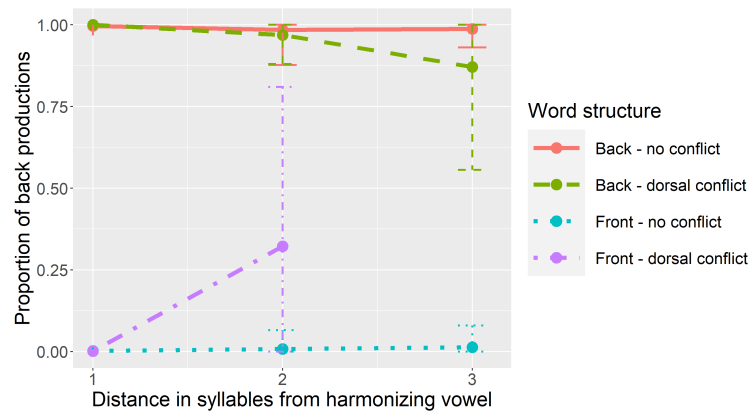 1.00
0.75
0.50
0.25
0.00
Proportion of back productions
1
2
3
Distance in syllables from harmonizing vowel
Word structure
Back - no conflict
Back - dorsal conflict
Front - no conflict
Front - dorsal conflict